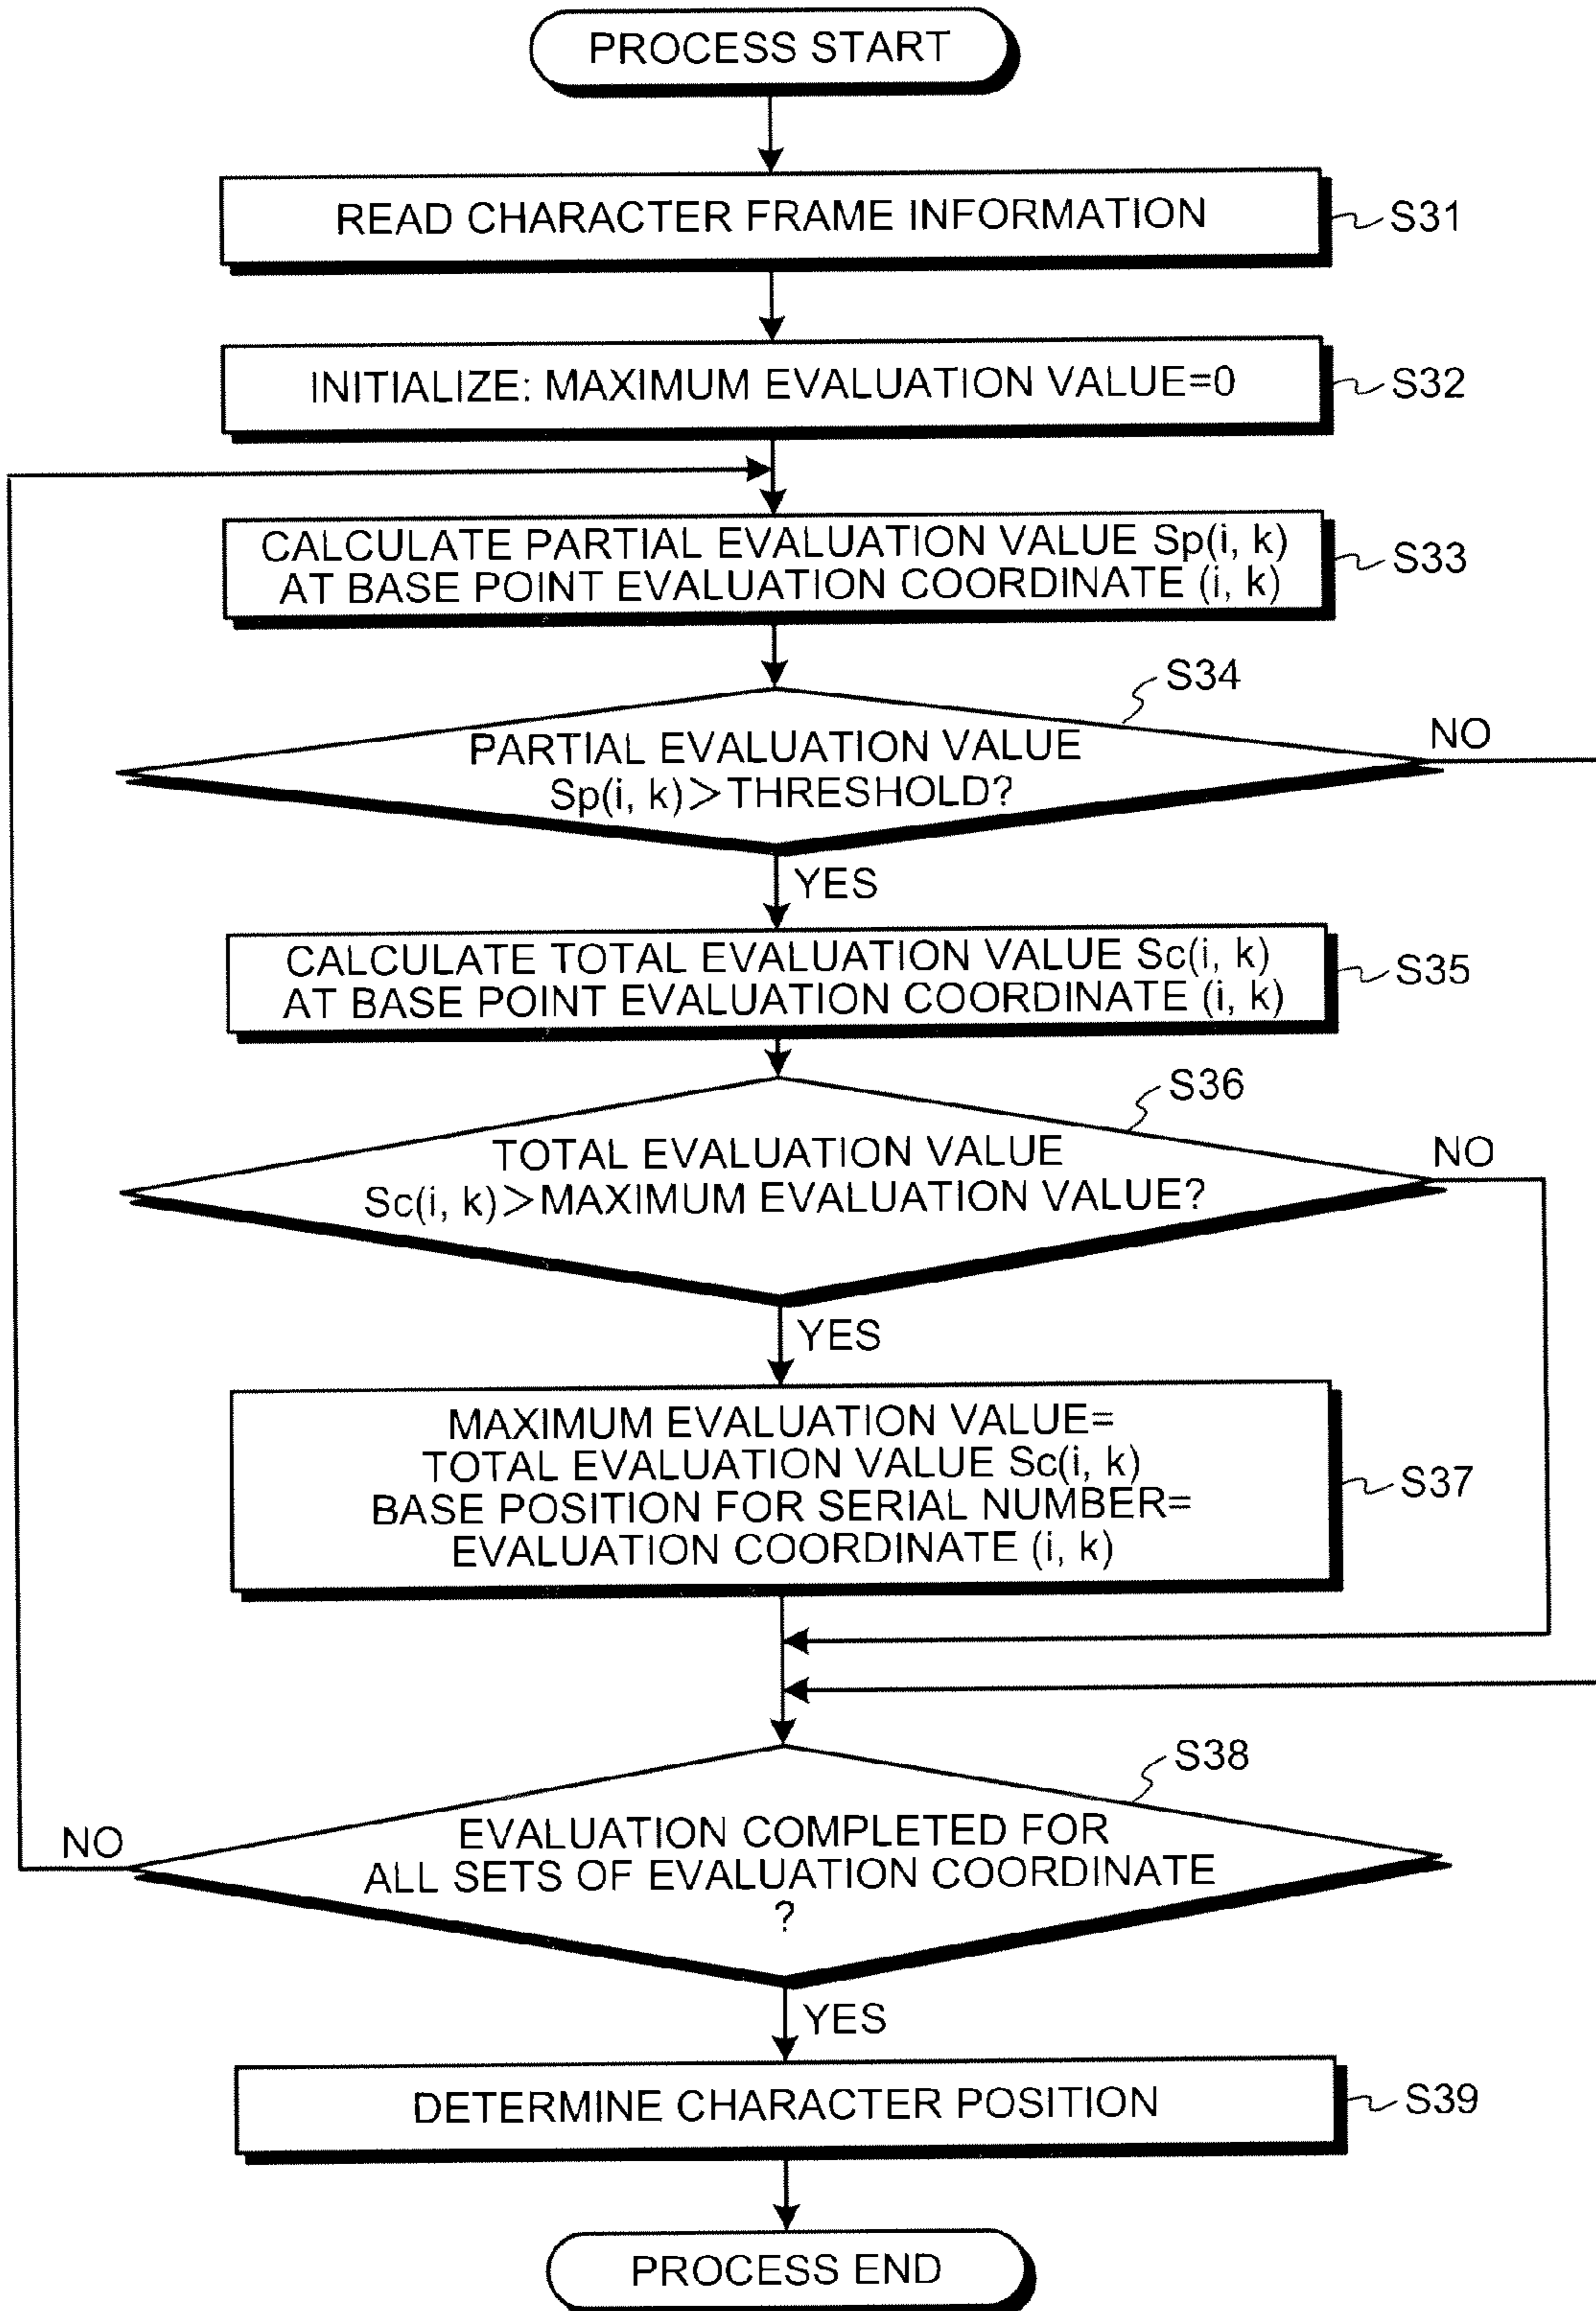 PROCESS START
READ CHARACTER FRAME INFORMATION
S31
INITIALIZE: MAXIMUM EVALUATION VALUE=0
S32
CALCULATE PARTIAL EVALUATION VALUE Sp(i, k)
AT BASE POINT EVALUATION COORDINATE (i, k)
S33
S34
PARTIAL EVALUATION VALUE
Sp(i, k)>THRESHOLD?
NO
YES
CALCULATE TOTAL EVALUATION VALUE Sc(i, k)
AT BASE POINT EVALUATION COORDINATE (i, k)
S35
S36
TOTAL EVALUATION VALUE
Sc(i, k)>MAXIMUM EVALUATION VALUE?
NO
YES
MAXIMUM EVALUATION VALUE=
TOTAL EVALUATION VALUE Sc(i, k)
BASE POSITION FOR SERIAL NUMBER=
EVALUATION COORDINATE (i, k)
S37
S38
EVALUATION COMPLETED FOR
ALL SETS OF EVALUATION COORDINATE
?
NO
YES
DETERMINE CHARACTER POSITION
S39
PROCESS END